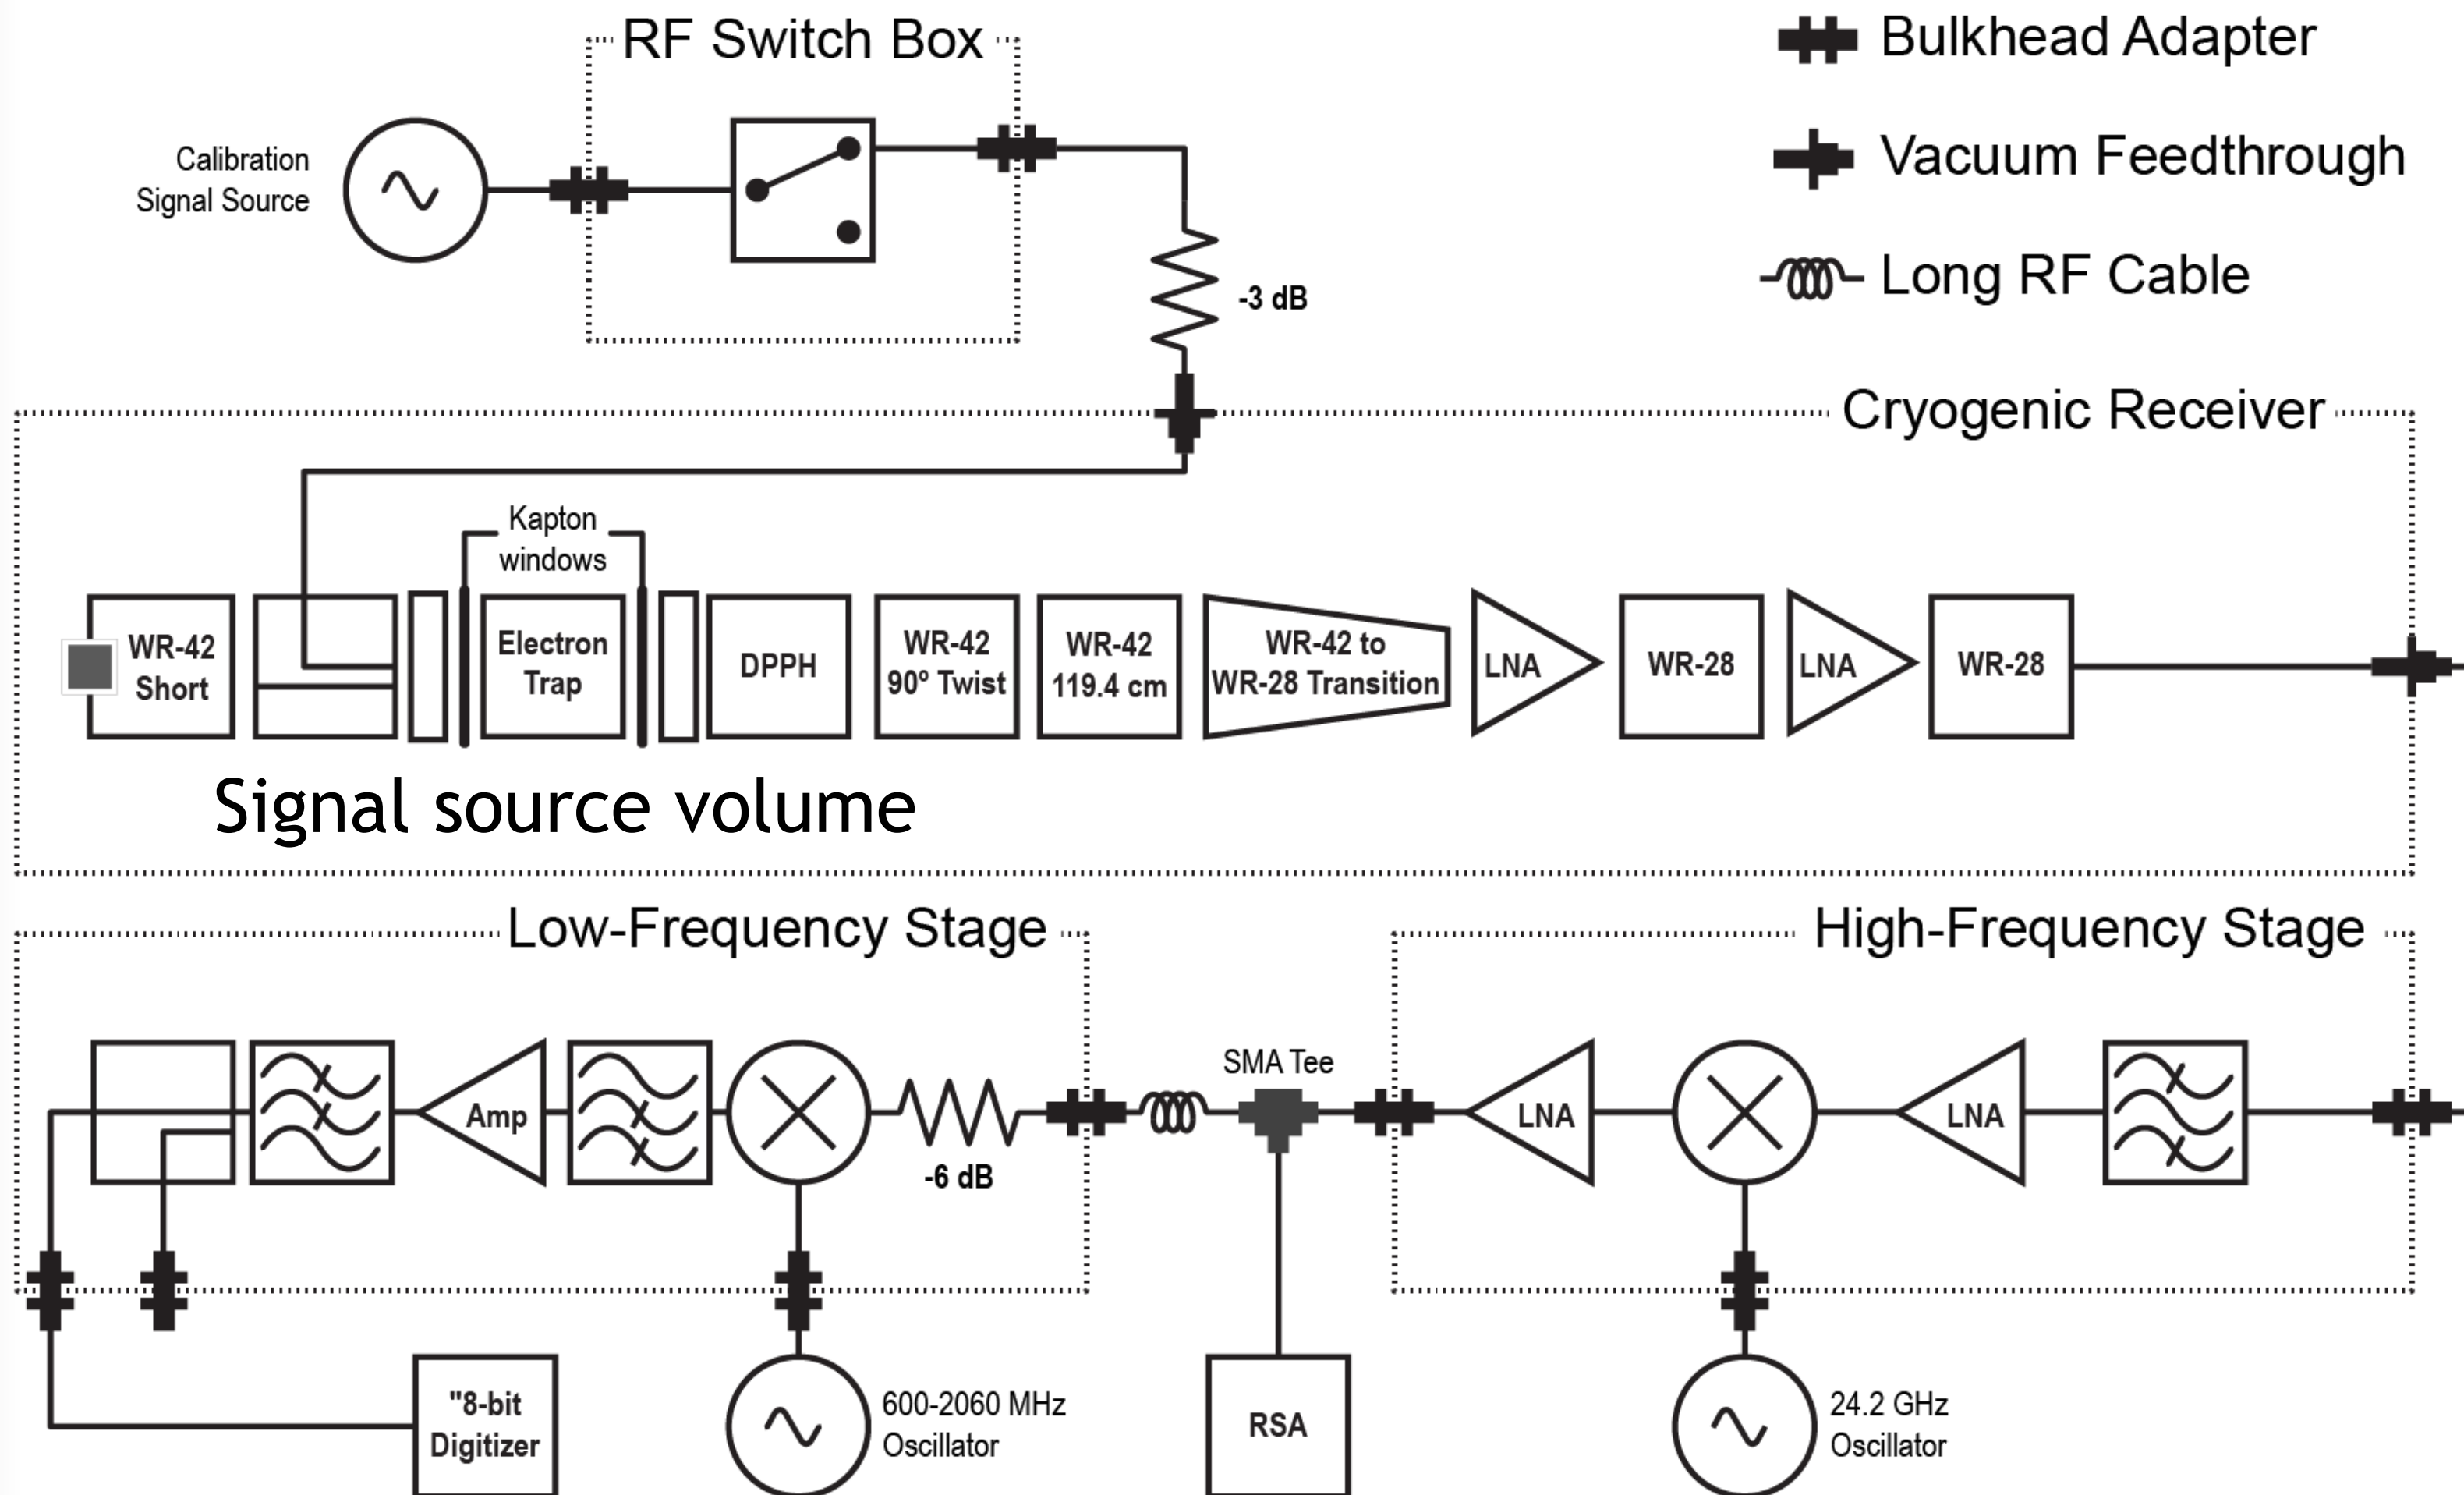 RF Switch Box
Bulkhead Adapter
Vacuum Feedthrough
Long RF Cable
Calibration
Signal Source
-3 dB
Cryogenic Receiver
Kapton
windows
WR-42
Short
Electron
Trap
DPPH
WR-42
90º Twist
WR-42
119.4 cm
WR-42 to
WR-28 Transition
LNA
WR-28
LNA
WR-28
Signal source volume
Low-Frequency Stage
High-Frequency Stage
Amp
-6 dB
SMA Tee
LNA
LNA
"8-bit
Digitizer
600-2060 MHz
Oscillator
RSA
24.2 GHz
Oscillator